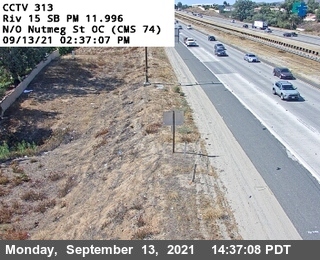 CCTV 313
Riv 15 SB PM 11.996
N/O Nutmeg St OC (CMS 74)
09/13/21 02:37:07 PM
Monday, September 13, 2021 14:37:08 PDT